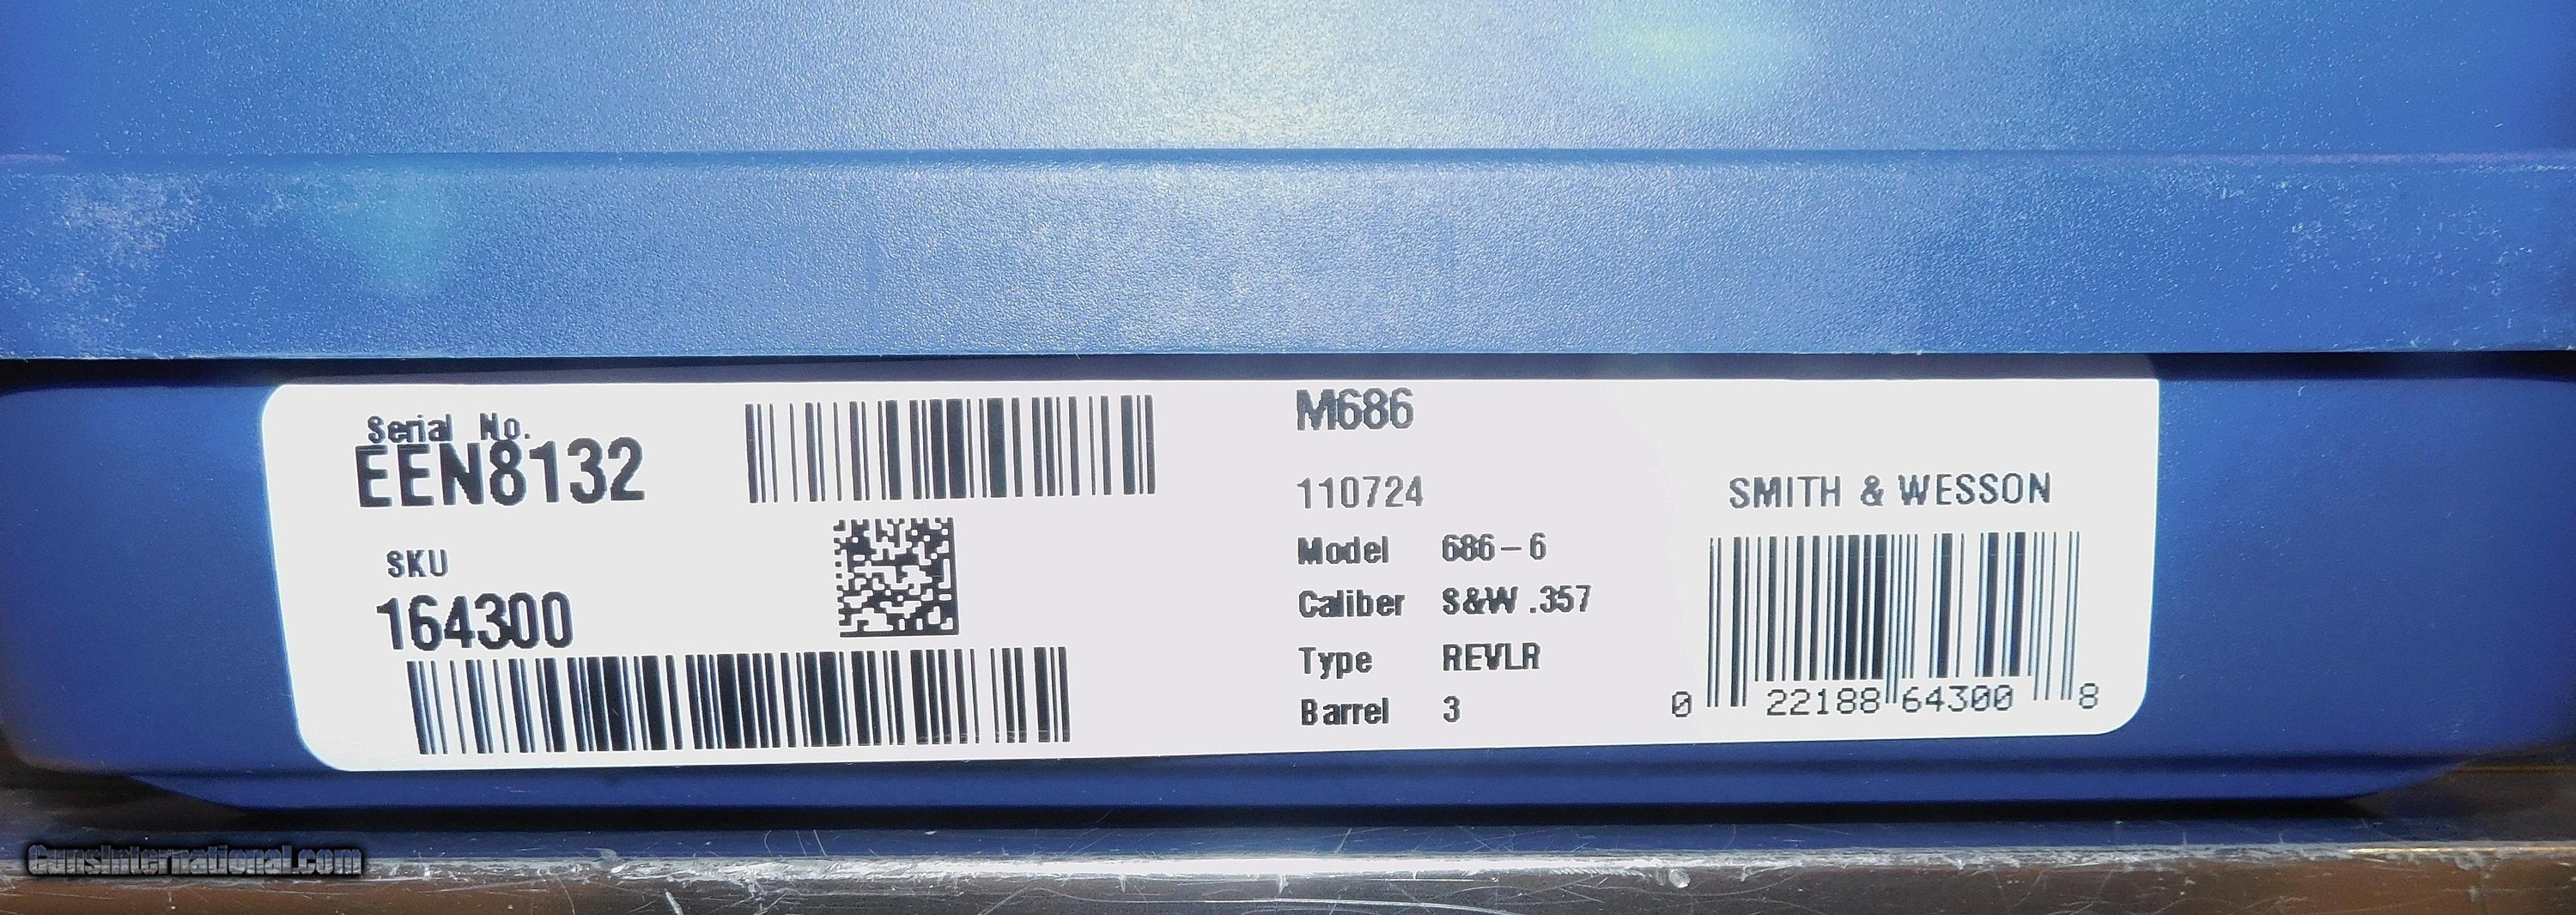 Serial No.
EEN8132
SKU
164300
M686
110724
Model 686-6
Caliber S&W .357
Type REVLR
Barrel 3
SMITH & WESSON
0 22188 64300 8
GunsInternational.com